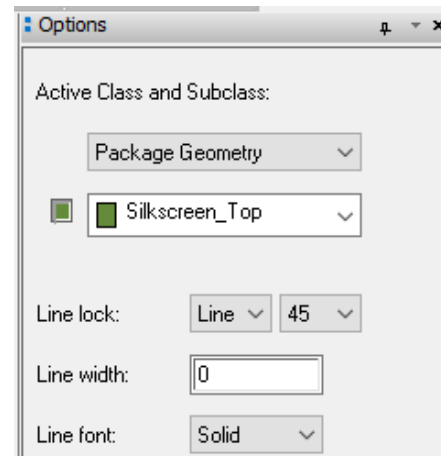 Options
Active Class and Subclass:
Package Geometry
Silkscreen_Top
Line lock: Line 45
Line width: 0
Line font: Solid